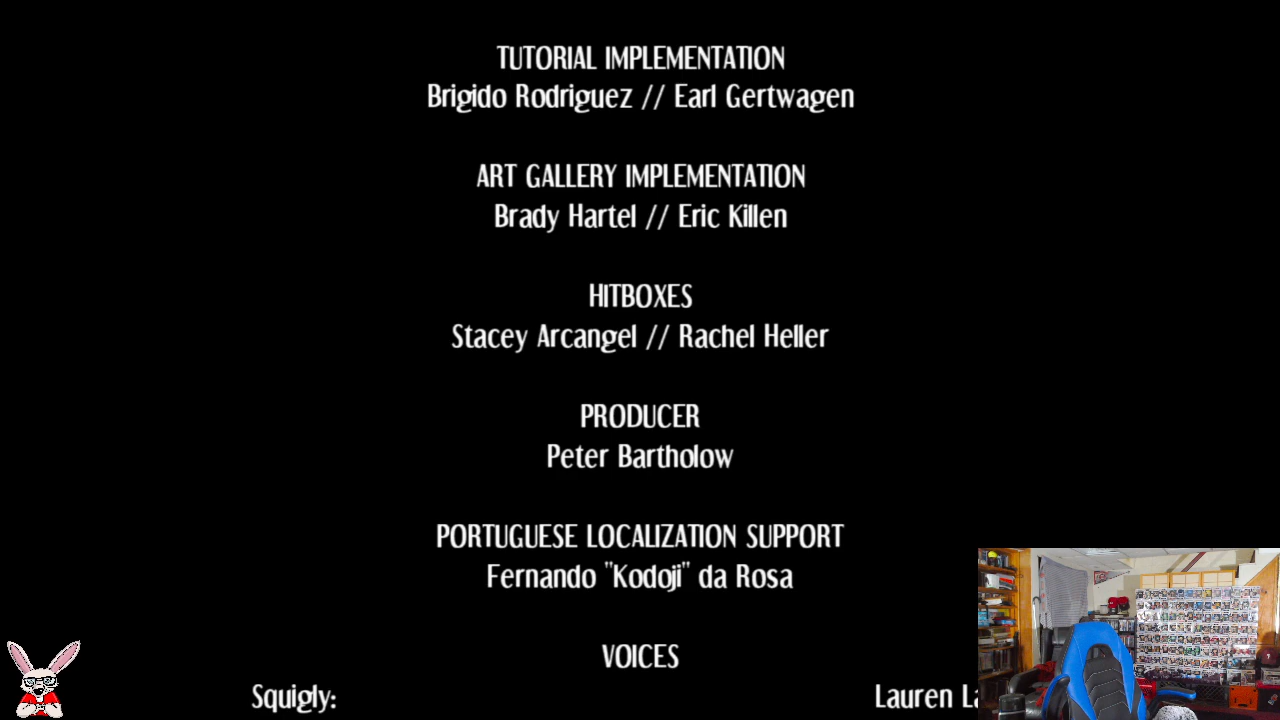 TUTORIAL IMPLEMENTATION
Brigido Rodriguez // Earl Gertwagen
ART GALLERY IMPLEMENTATION
Brady Hartel // Eric Killen
HITBOXES
Stacey Arcangel // Rachel Heller
PRODUCER
Peter Bartholow
PORTUGUESE LOCALIZATION SUPPORT
Fernando "Kodoji" da Rosa
VOICES
Squigly: Lauren